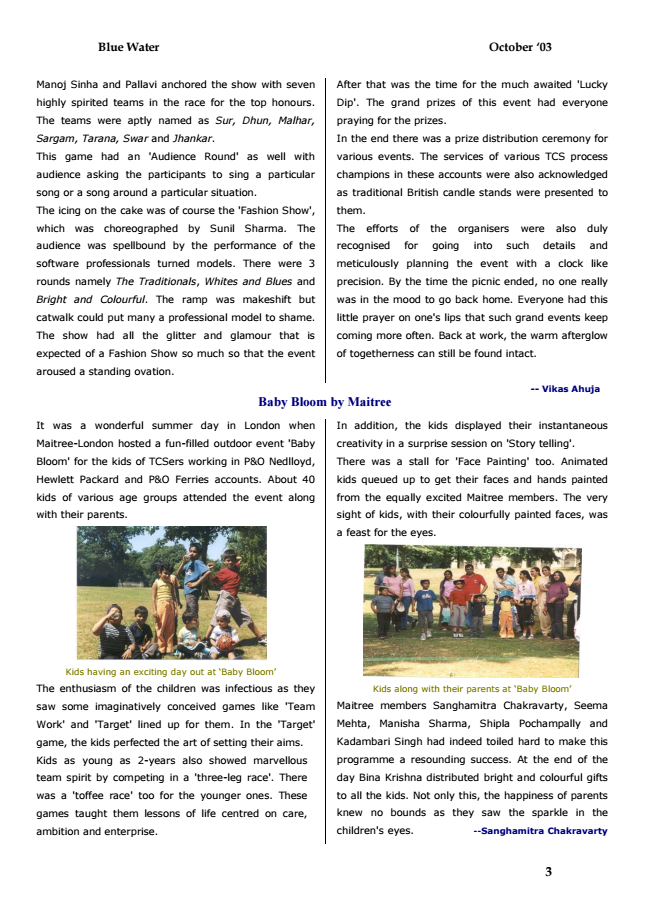 Blue Water
October ‘03
Manoj Sinha and Pallavi anchored the show with seven
highly spirited teams in the race for the top honours.
The teams were aptly named as Sur, Dhun, Malhar,
Sargam, Tarana, Swar and Jhankar.
This game had an 'Audience Round' as well with
audience asking the participants to sing a particular
song or a song around a particular situation.
The icing on the cake was of course the 'Fashion Show',
which was choreographed by Sunil Sharma. The
audience was spellbound by the performance of the
software professionals turned models. There were 3
rounds namely The Traditionals, Whites and Blues and
Bright and Colourful. The ramp was makeshift but
catwalk could put many a professional model to shame.
The show had all the glitter and glamour that is
expected of a Fashion Show so much so that the event
aroused a standing ovation.
After that was the time for the much awaited 'Lucky
Dip'. The grand prizes of this event had everyone
praying for the prizes.
In the end there was a prize distribution ceremony for
various events. The services of various TCS process
champions in these accounts were also acknowledged
as traditional British candle stands were presented to
them.
The efforts of the organisers were also duly
recognised for going into such details and
meticulously planning the event with a clock like
precision. By the time the picnic ended, no one really
was in the mood to go back home. Everyone had this
little prayer on one's lips that such grand events keep
coming more often. Back at work, the warm afterglow
of togetherness can still be found intact.
-- Vikas Ahuja
Baby Bloom by Maitree
It was a wonderful summer day in London when
Maitree-London hosted a fun-filled outdoor event 'Baby
Bloom' for the kids of TCSers working in P&O Nedlloyd,
Hewlett Packard and P&O Ferries accounts. About 40
kids of various age groups attended the event along
with their parents.
Kids having an exciting day out at ‘Baby Bloom’
The enthusiasm of the children was infectious as they
saw some imaginatively conceived games like 'Team
Work' and 'Target' lined up for them. In the 'Target'
game, the kids perfected the art of setting their aims.
Kids as young as 2-years also showed marvellous
team spirit by competing in a 'three-leg race'. There
was a 'toffee race' too for the younger ones. These
games taught them lessons of life centred on care,
ambition and enterprise.
In addition, the kids displayed their instantaneous
creativity in a surprise session on 'Story telling'.
There was a stall for 'Face Painting' too. Animated
kids queued up to get their faces and hands painted
from the equally excited Maitree members. The very
sight of kids, with their colourfully painted faces, was
a feast for the eyes.
Kids along with their parents at ‘Baby Bloom’
Maitree members Sanghamitra Chakravarty, Seema
Mehta, Manisha Sharma, Shipla Pochampally and
Kadambari Singh had indeed toiled hard to make this
programme a resounding success. At the end of the
day Bina Krishna distributed bright and colourful gifts
to all the kids. Not only this, the happiness of parents
knew no bounds as they saw the sparkle in the
children's eyes. --Sanghamitra Chakravarty
3